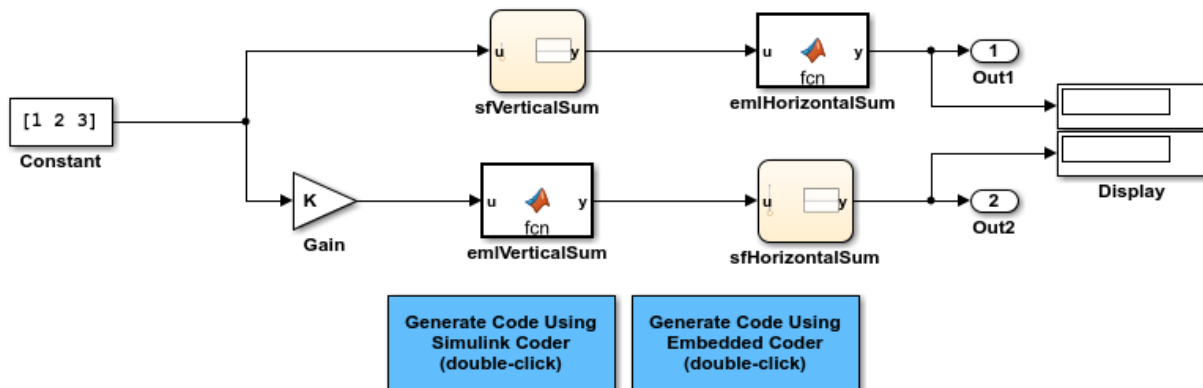 u
y
sfVerticalSum
u
y
fcn
emlHorizontalSum
1
Out1
[1 2 3]
Constant
K
Gain
u
y
fcn
emlVerticalSum
u
y
sfHorizontalSum
2
Out2
Display
Generate Code Using
Simulink Coder
(double-click)
Generate Code Using
Embedded Coder
(double-click)